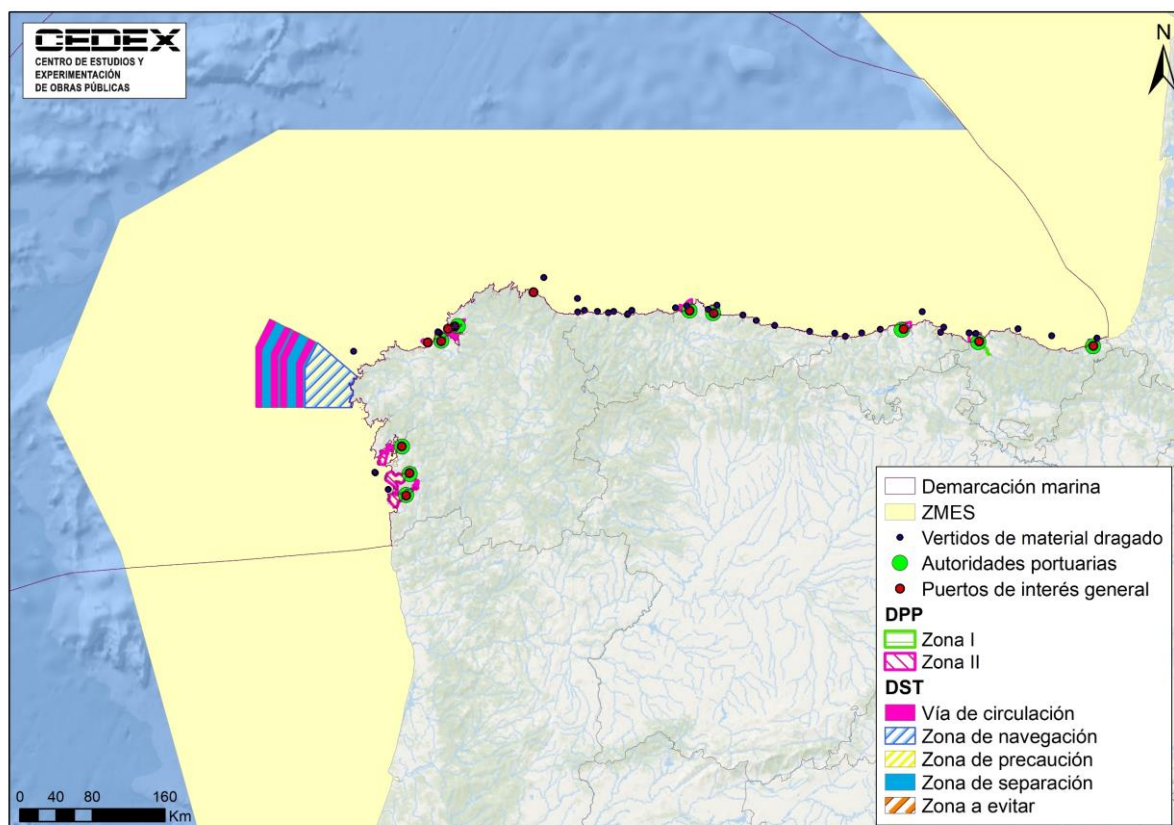 CEDEX
CENTRO DE ESTUDIOS Y
EXPERIMENTACIÓN
DE OBRAS PÚBLICAS
N
Demarcación marina
ZMES
Vertidos de material dragado
Autoridades portuarias
Puertos de interés general
DPP
Zona I
Zona II
DST
Vía de circulación
Zona de navegación
Zona de precaución
Zona de separación
Zona a evitar
0 40 80 160
Km